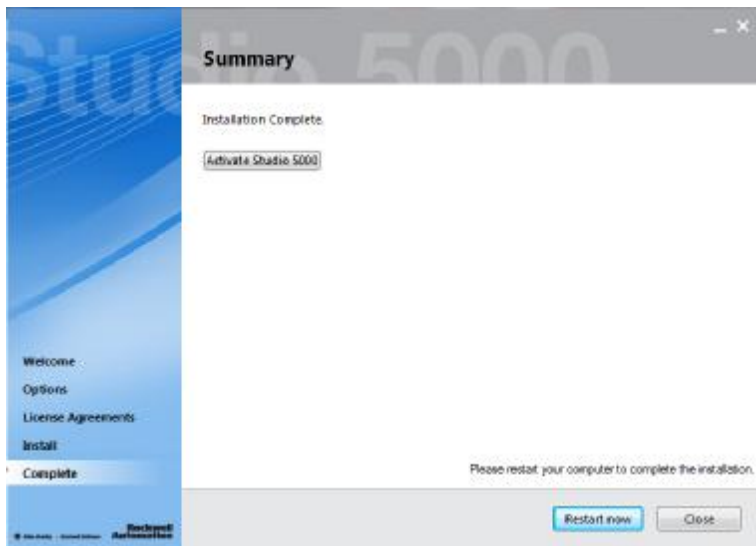 Studio 5000
Summary
Installation Complete.
Activate Studio 5000
Welcome
Options
License Agreements
Install
Complete
Please restart your computer to complete the installation.
Restart now
Close
Rockwell
Automation